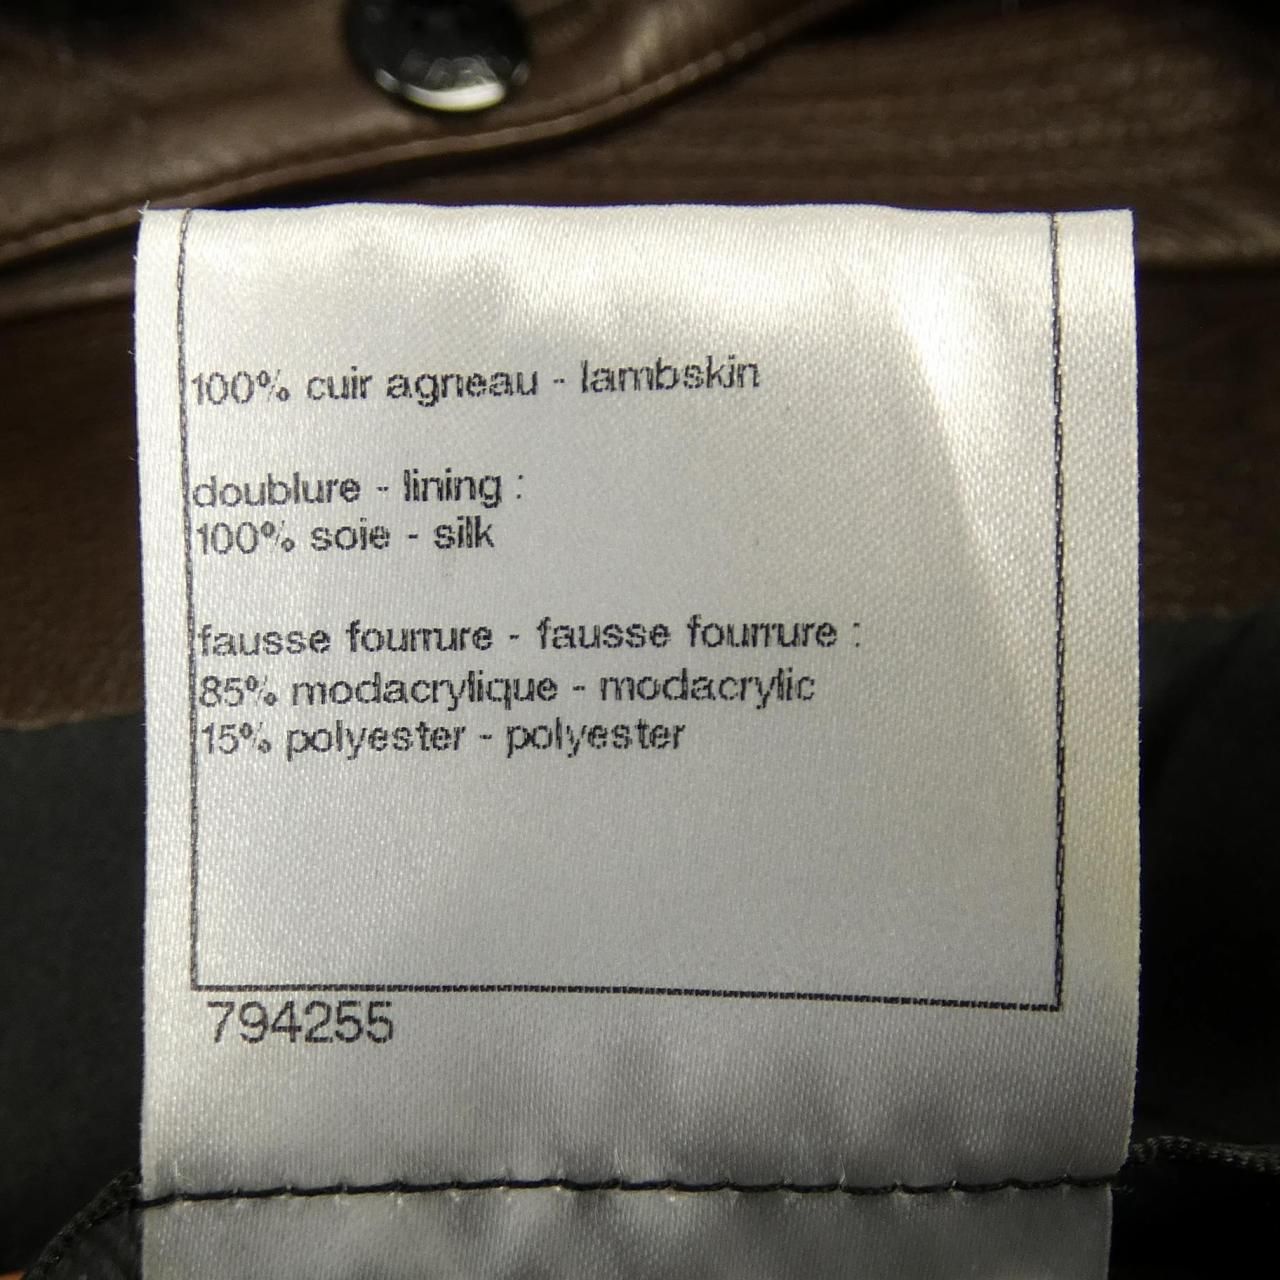 100% cuir agneau - lambskin
doublure - lining :
100% soie - silk
fausse fourrure - fausse fourrure :
85% modacrylique - modacrylic
15% polyester - polyester
794255